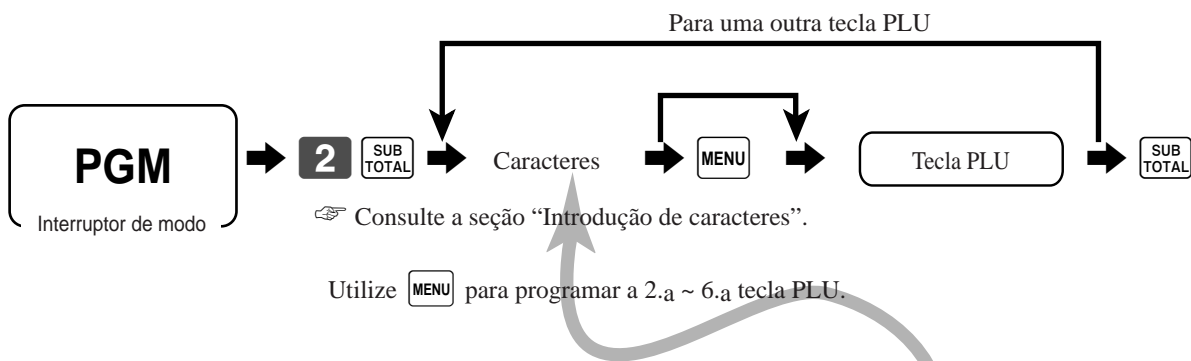 Para uma outra tecla PLU
PGM
Interruptor de modo
2 SUB TOTAL Caracteres MENU Tecla PLU SUB TOTAL
☞ Consulte a seção “Introdução de caracteres”.
Utilize MENU para programar a 2.a ~ 6.a tecla PLU.